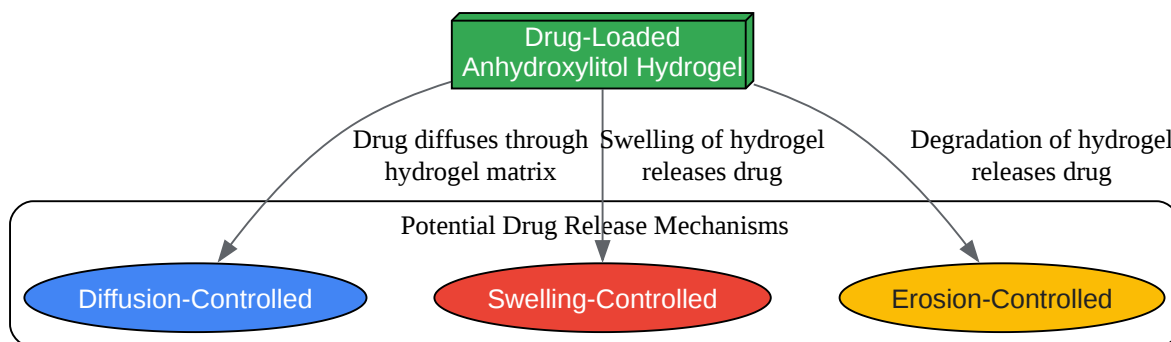 Drug-Loaded
Anhydroxylitol Hydrogel
Drug diffuses through
hydrogel matrix
Swelling of hydrogel
releases drug
Degradation of hydrogel
releases drug
Potential Drug Release Mechanisms
Diffusion-Controlled
Swelling-Controlled
Erosion-Controlled